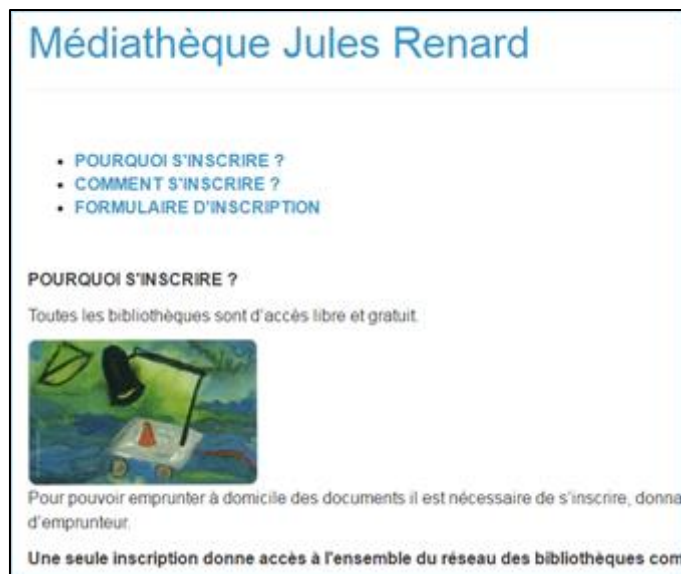 Médiathèque Jules Renard
POURQUOI S'INSCRIRE ?
COMMENT S'INSCRIRE ?
FORMULAIRE D'INSCRIPTION
POURQUOI S'INSCRIRE ?
Toutes les bibliothèques sont d'accès libre et gratuit.
Pour pouvoir emprunter à domicile des documents il est nécessaire de s'inscrire, donna
d'emprunteur.
Une seule inscription donne accès à l'ensemble du réseau des bibliothèques com